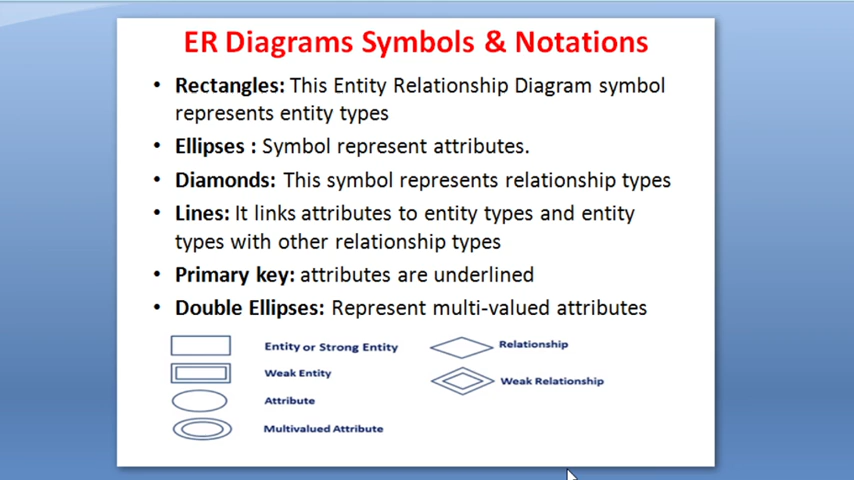 ER Diagrams Symbols & Notations
• Rectangles: This Entity Relationship Diagram symbol
represents entity types
• Ellipses : Symbol represent attributes.
• Diamonds: This symbol represents relationship types
• Lines: It links attributes to entity types and entity
types with other relationship types
• Primary key: attributes are underlined
• Double Ellipses: Represent multi-valued attributes
Entity or Strong Entity
Weak Entity
Attribute
Multivalued Attribute
Relationship
Weak Relationship